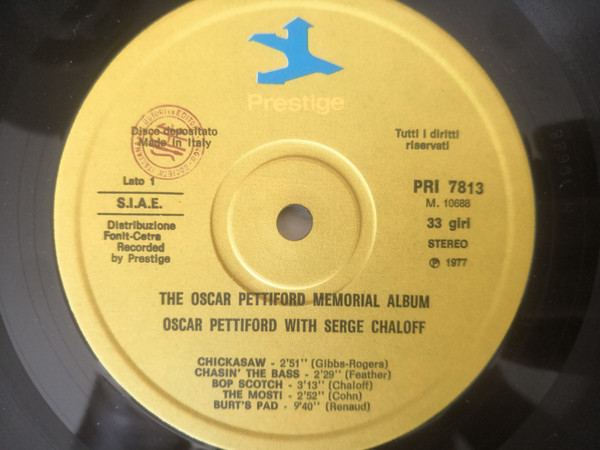 Prestige
Disco depositato
Made in Italy
Tutti i diritti
riservati
Lato 1
S.I.A.E.
Distribuzione
Fonit-Cetra
Recorded
by Prestige
PRI 7813
M. 10688
33 giri
STEREO
℗ 1977
THE OSCAR PETTIFORD MEMORIAL ALBUM
OSCAR PETTIFORD WITH SERGE CHALOFF
CHICKASAW - 2'51'' (Gibbs-Rogers)
CHASIN' THE BASS - 2'29'' (Feather)
BOP SCOTCH - 3'13'' (Chaloff)
THE MOSTI - 2'52'' (Cohn)
BURT'S PAD - 9'40'' (Renaud)